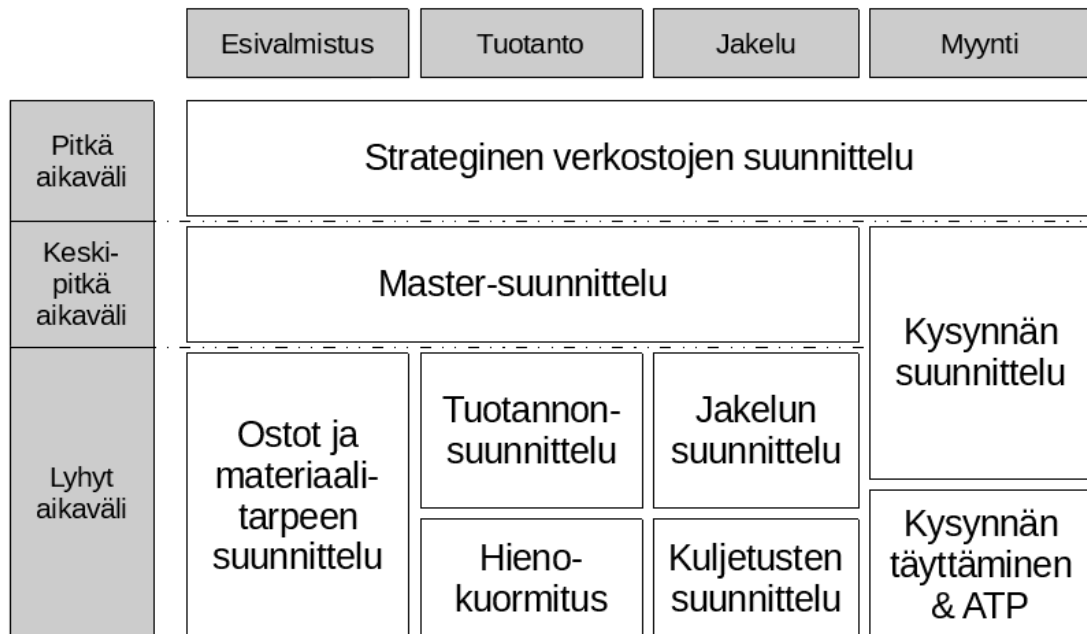 Esivalmistus
Tuotanto
Jakelu
Myynti
Pitkä
aikaväli
Strateginen verkostojen suunnittelu
Keski-
pitkä
aikaväli
Master-suunnittelu
Kysynnän
suunnittelu
Lyhyt
aikaväli
Ostot ja
materiaali-
tarpeen
suunnittelu
Tuotannon-
suunnittelu
Jakelun
suunnittelu
Hieno-
kuormitus
Kuljetusten
suunnittelu
Kysynnän
täyttäminen
& ATP